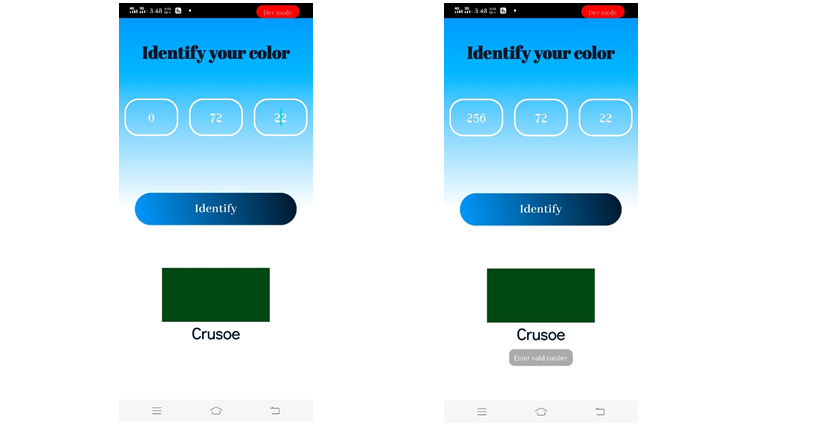 3:48
Dev mode
Identify your color
0 72 22
Identify
Crusoe
3:48
Dev mode
Identify your color
256 72 22
Identify
Crusoe
Enter valid number